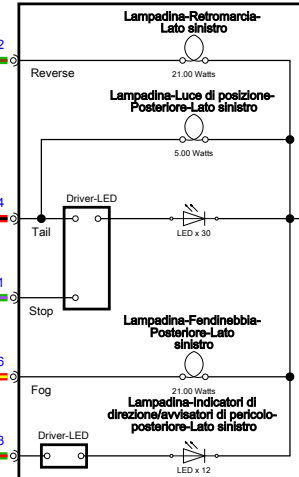 Lampadina-Retromarcia-
Lato sinistro
2
Reverse
21.00 Watts
Lampadina-Luce di posizione-
Posteriore-Lato sinistro
5.00 Watts
4
Driver-LED
Tail
LED x 30
1
Stop
Lampadina-Fendinebbia-
Posteriore-Lato
sinistro
6
Fog
21.00 Watts
Lampadina-Indicatori di
direzione/avvisatori di pericolo-
posteriore-Lato sinistro
3
Driver-LED
LED x 12